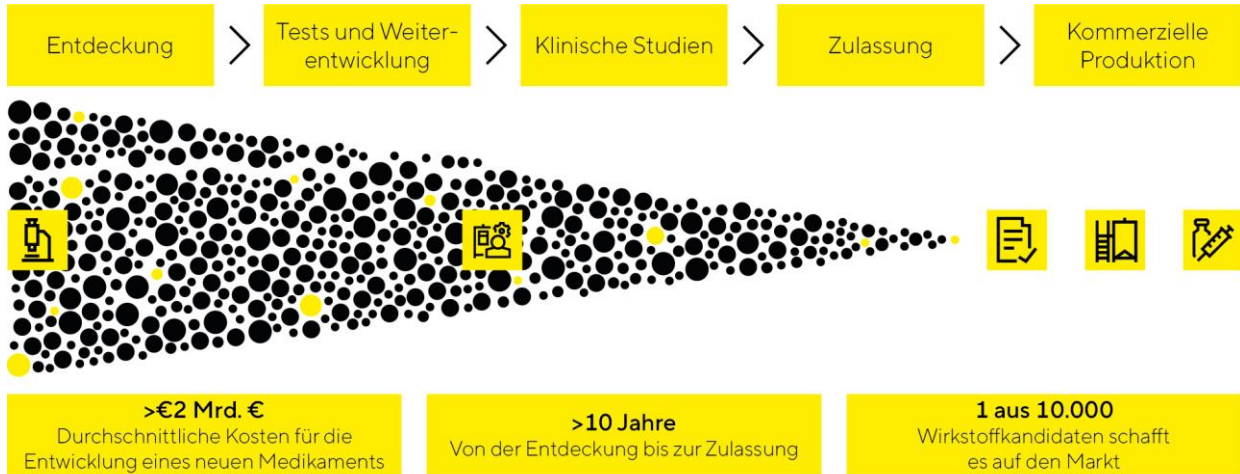 Entdeckung
Tests und Weiter-
entwicklung
Klinische Studien
Zulassung
Kommerzielle
Produktion
>€2 Mrd. €
Durchschnittliche Kosten für die
Entwicklung eines neuen Medikaments
>10 Jahre
Von der Entdeckung bis zur Zulassung
1 aus 10.000
Wirkstoffkandidaten schafft
es auf den Markt